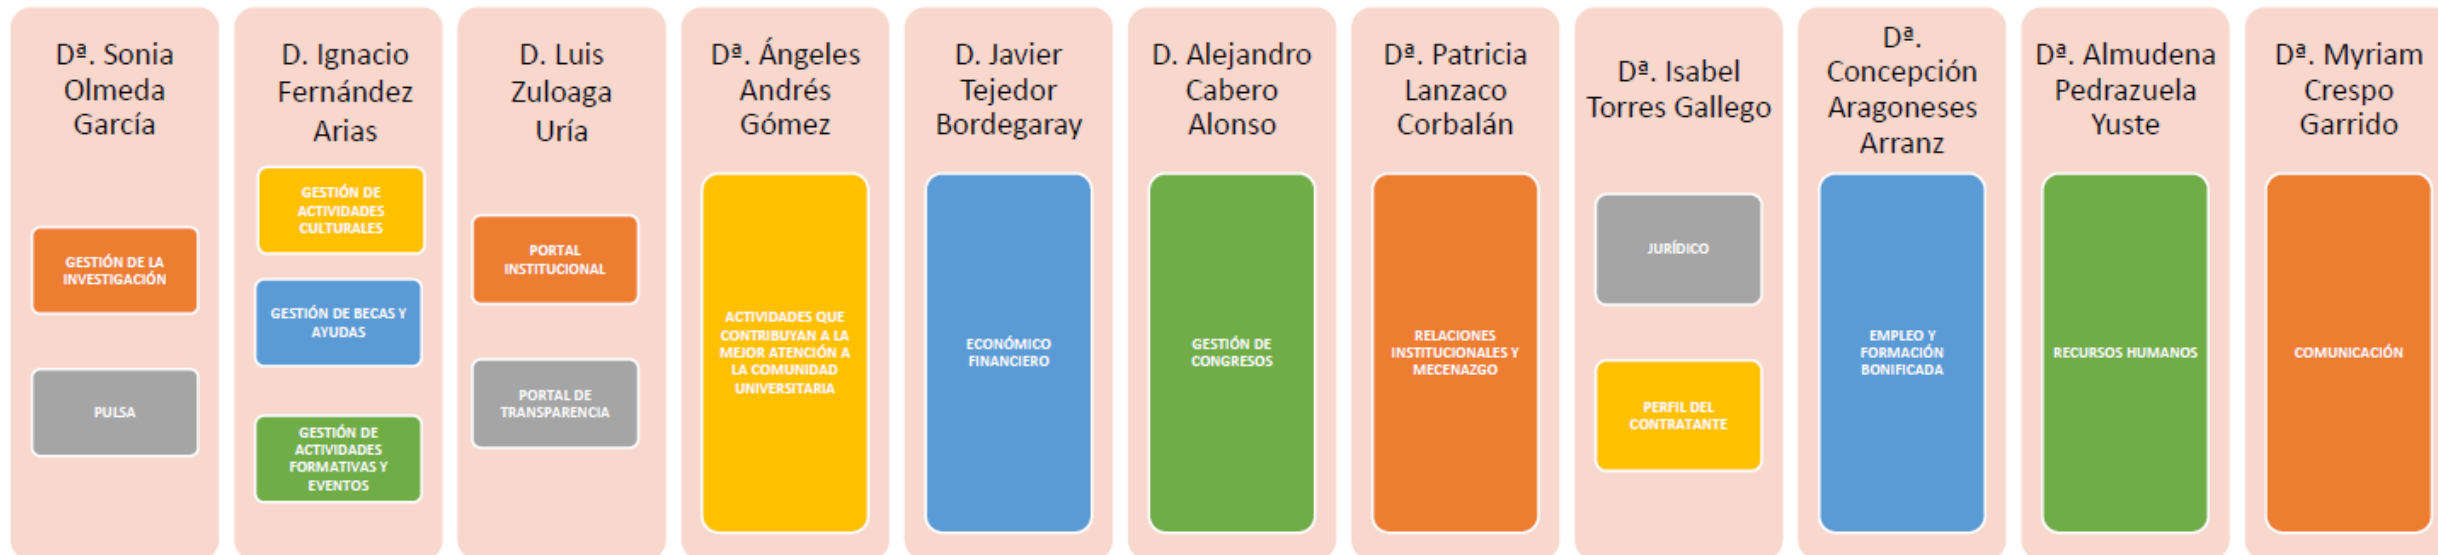 Dª. Sonia
Olmeda
García
GESTIÓN DE LA
INVESTIGACIÓN
PULSA
D. Ignacio
Fernández
Arias
GESTIÓN DE
ACTIVIDADES
CULTURALES
GESTIÓN DE BECAS Y
AYUDAS
GESTIÓN DE
ACTIVIDADES
FORMATIVAS Y
EVENTOS
D. Luis
Zuloaga
Uría
PORTAL
INSTITUCIONAL
PORTAL DE
TRANSPARENCIA
Dª. Ángeles
Andrés
Gómez
ACTIVIDADES QUE
CONTRIBUYAN A LA
MEJOR ATENCIÓN A
LA COMUNIDAD
UNIVERSITARIA
D. Javier
Tejedor
Bordegaray
ECONÓMICO
FINANCIERO
D. Alejandro
Cabero
Alonso
GESTIÓN DE
CONGRESOS
Dª. Patricia
Lanzaco
Corbalán
RELACIONES
INSTITUCIONALES Y
MECENAZGO
Dª. Isabel
Torres Gallego
JURÍDICO
PERFIL DEL
CONTRATANTE
Dª.
Concepción
Aragoneses
Arranz
EMPLEO Y
FORMACIÓN
BONIFICADA
Dª. Almudena
Pedrazuela
Yuste
RECURSOS HUMANOS
Dª. Myriam
Crespo
Garrido
COMUNICACIÓN